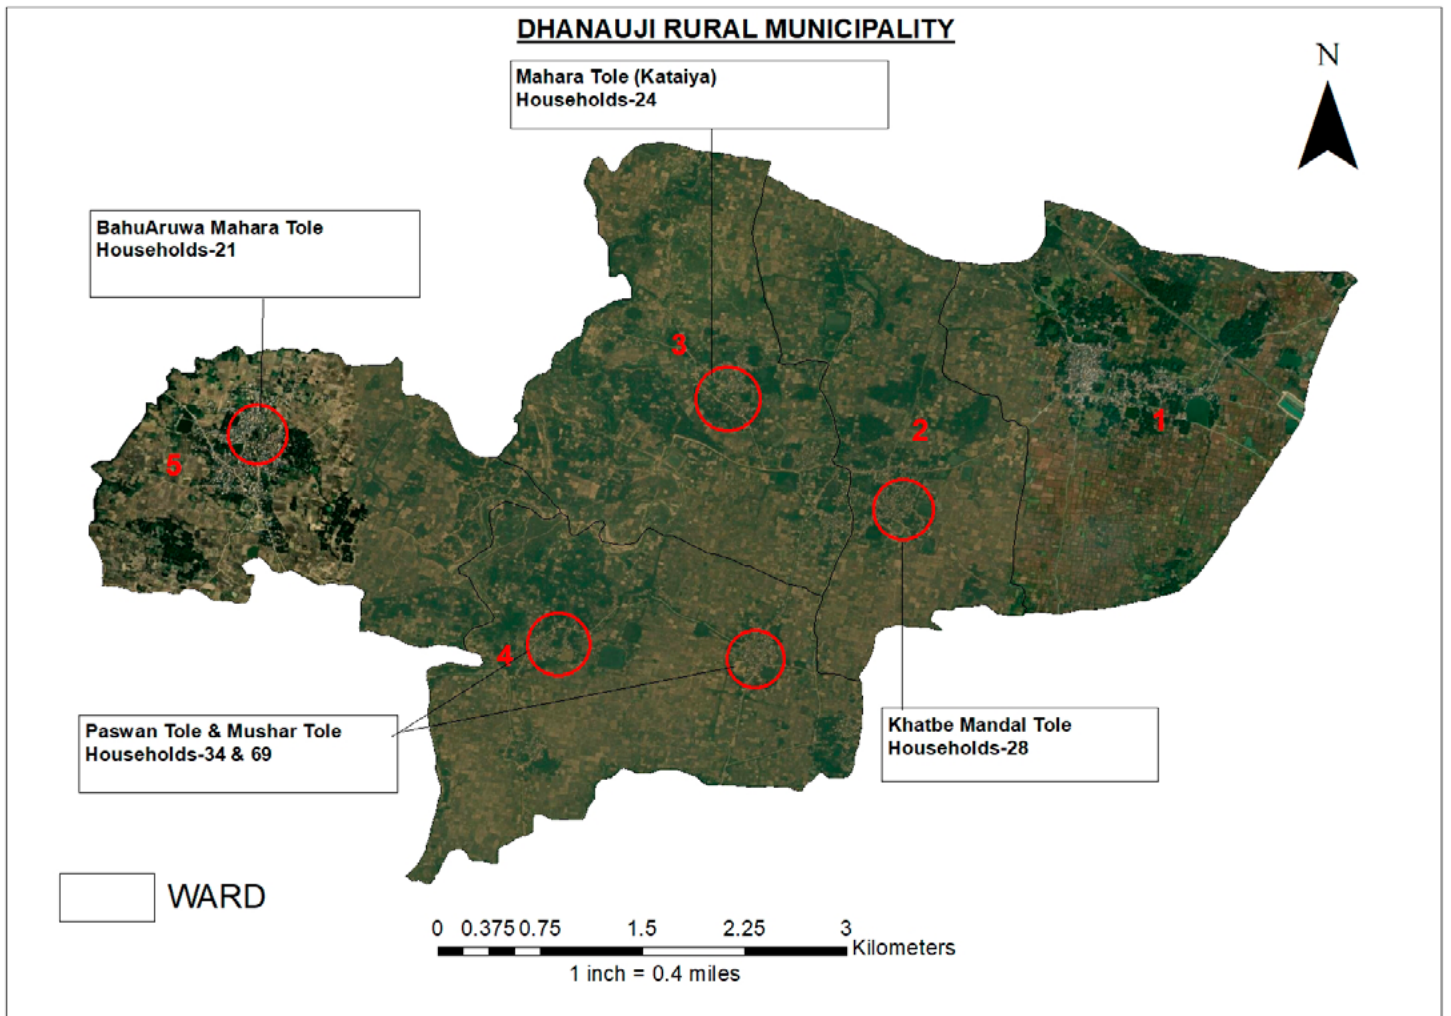 DHANAUJI RURAL MUNICIPALITY
N
Mahara Tole (Kataiya)
Households-24
BahuAruwa Mahara Tole
Households-21
3
2
1
5
4
Paswan Tole & Mushar Tole
Households-34 & 69
Khatbe Mandal Tole
Households-28
WARD
0 0.375 0.75 1.5 2.25 3
Kilometers
1 inch = 0.4 miles